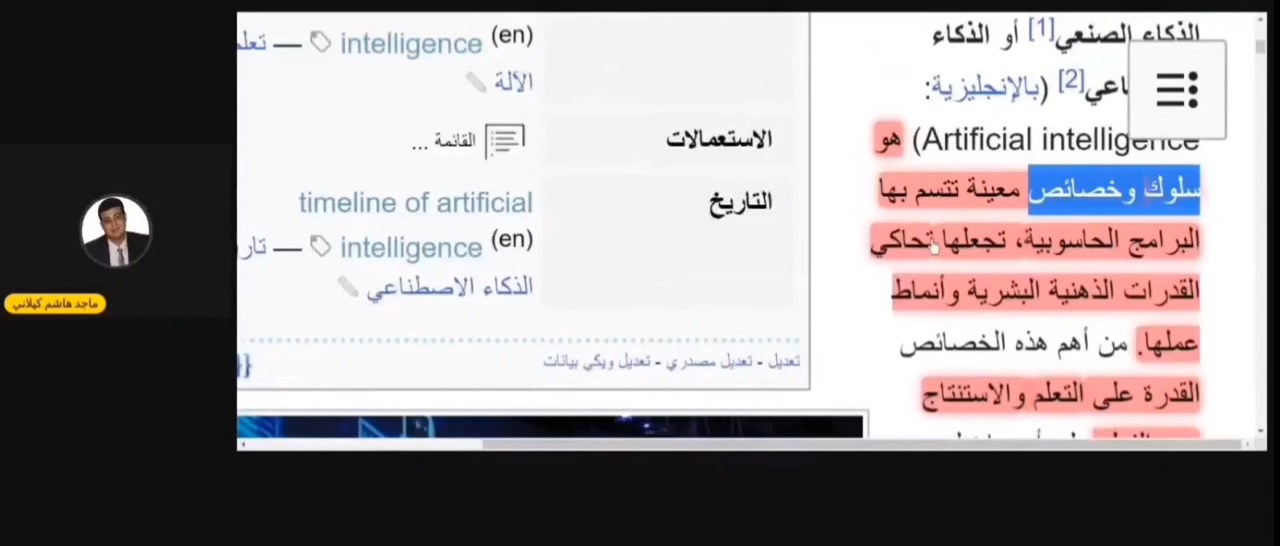 الذكاء الصنعي[1] أو الذكاء
اعي[2] (بالإنجليزية:
Artificial intelligence) هو
سلوك وخصائص معينة تتسم بها
البرامج الحاسوبية، تجعلها تحاكي
القدرات الذهنية البشرية وأنماط
عملها. من أهم هذه الخصائص
القدرة على التعلم والاستنتاج
intelligence (en) — تعلم
الآلة
الاستعمالات
القائمة ...
التاريخ
timeline of artificial
intelligence (en) — تار
الذكاء الاصطناعي
تعديل - تعديل مصدري - تعديل ويكي بيانات
ماجد هاشم كيلاني